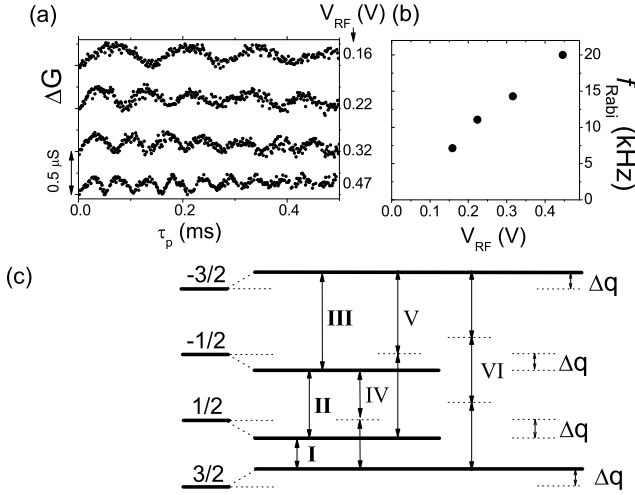 (a)
V_RF (V)
0.16
0.22
0.32
0.47
ΔG
0.5 μS
0.0
0.2
0.4
τ_p (ms)
(b)
20
15
10
5
0
f_Rabi (kHz)
0.0
0.1
0.2
0.3
0.4
V_RF (V)
(c)
-3/2
-1/2
1/2
3/2
III
V
VI
II
IV
I
Δq
Δq
Δq
Δq